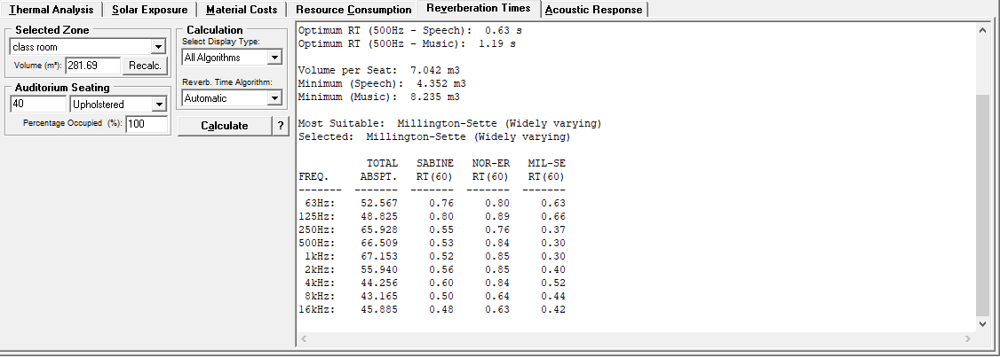 Thermal Analysis Solar Exposure Material Costs Resource Consumption Reverberation Times Acoustic Response
Selected Zone
class room
Volume (m³): 281.69 Recalc.
Auditorium Seating
40 Upholstered
Percentage Occupied (%): 100
Calculation
Select Display Type:
All Algorithms
Reverb. Time Algorithm:
Automatic
Calculate ?
Optimum RT (500Hz - Speech): 0.63 s
Optimum RT (500Hz - Music): 1.19 s
Volume per Seat: 7.042 m3
Minimum (Speech): 4.352 m3
Minimum (Music): 8.235 m3
Most Suitable: Millington-Sette (Widely varying)
Selected: Millington-Sette (Widely varying)
TOTAL SABINE NOR-ER MIL-SE
FREQ. ABSPT. RT(60) RT(60) RT(60)
------- ------- ------- ------- -------
63Hz: 52.567 0.76 0.80 0.63
125Hz: 48.825 0.80 0.89 0.66
250Hz: 65.928 0.55 0.76 0.37
500Hz: 66.509 0.53 0.84 0.30
1kHz: 67.153 0.52 0.85 0.30
2kHz: 55.940 0.56 0.85 0.40
4kHz: 44.256 0.60 0.84 0.52
8kHz: 43.165 0.50 0.64 0.44
16kHz: 45.885 0.48 0.63 0.42